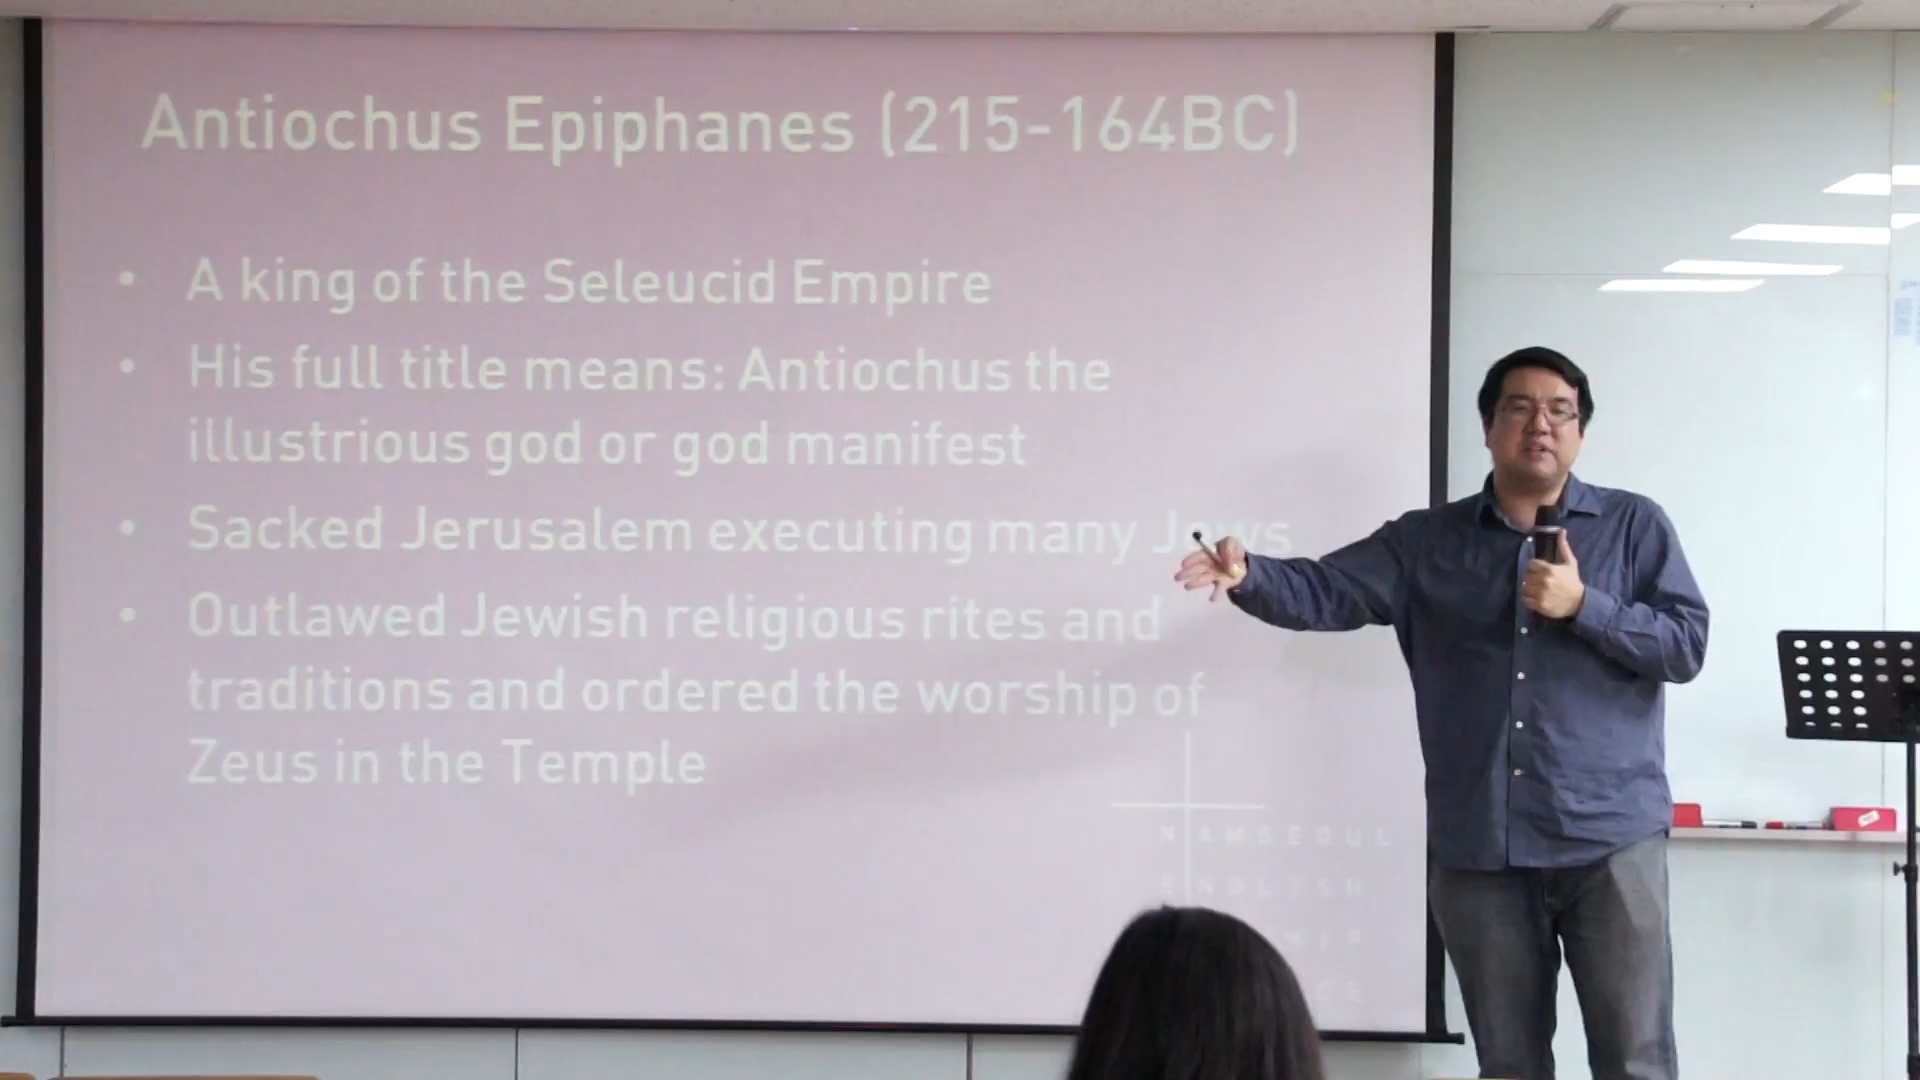 Antiochus Epiphanes (215-164BC)
• A king of the Seleucid Empire
• His full title means: Antiochus the
illustrious god or god manifest
• Sacked Jerusalem executing many Jews
• Outlawed Jewish religious rites and
traditions and ordered the worship of
Zeus in the Temple
NAMSEOUL
ENGLISH